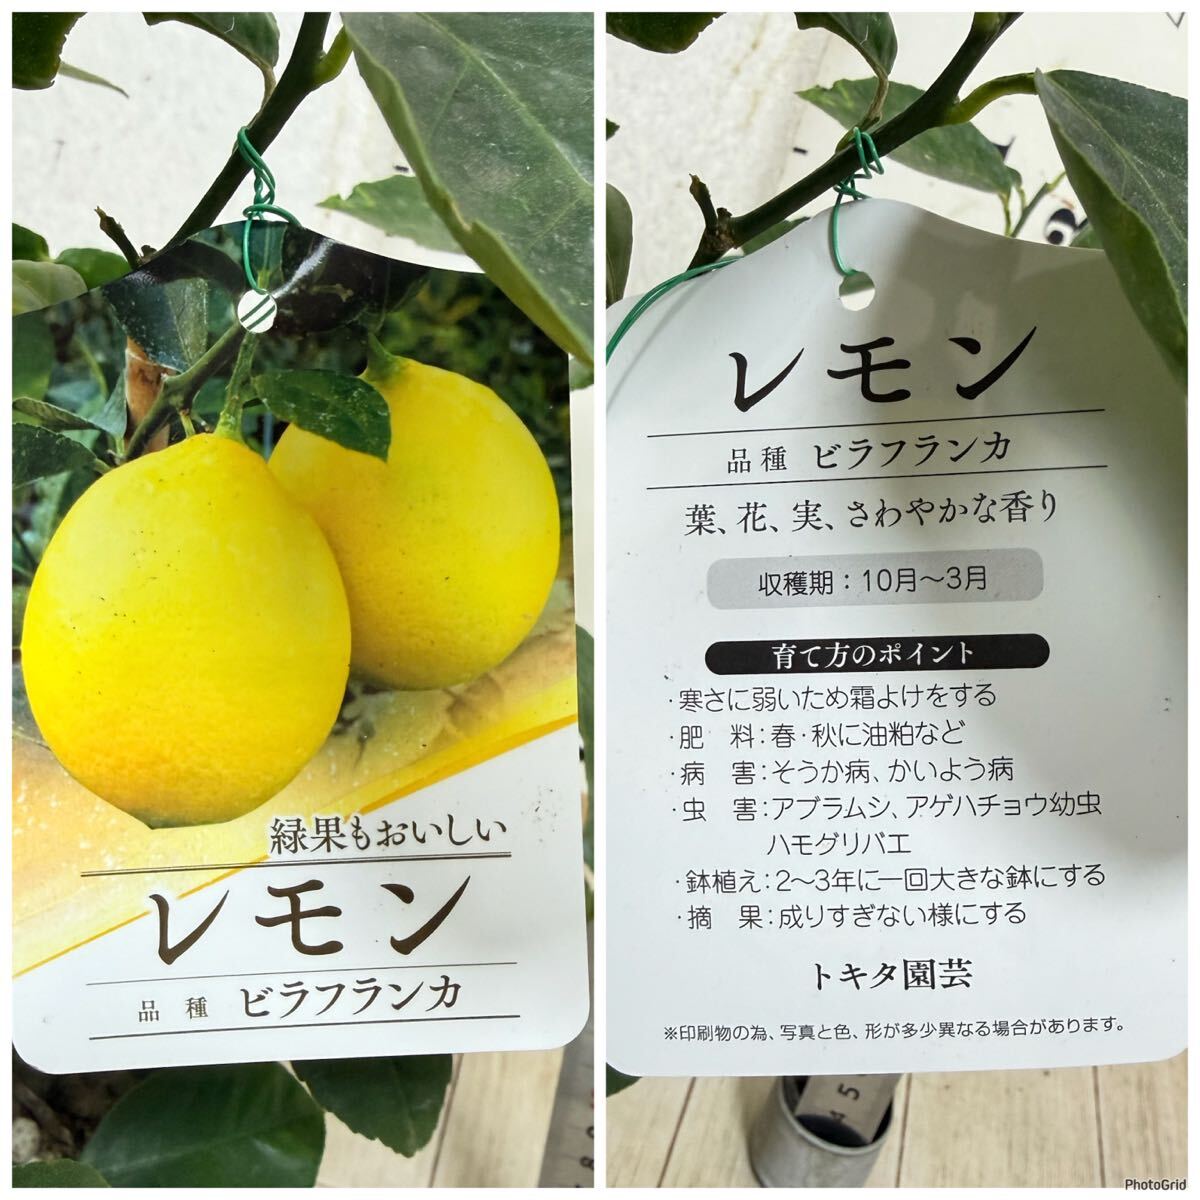 緑果もおいしい
レモン
品種 ビラフランカ
レモン
品種 ビラフランカ
葉、花、実、さわやかな香り
収穫期：10月～3月
育て方のポイント
・寒さに弱いため霜よけをする
・肥　料：春・秋に油粕など
・病　害：そうか病、かいよう病
・虫　害：アブラムシ、アゲハチョウ幼虫
ハモグリバエ
・鉢植え：2～3年に一回大きな鉢にする
・摘　果：成りすぎない様にする
トキタ園芸
※印刷物の為、写真と色、形が多少異なる場合があります。
4 5
PhotoGrid